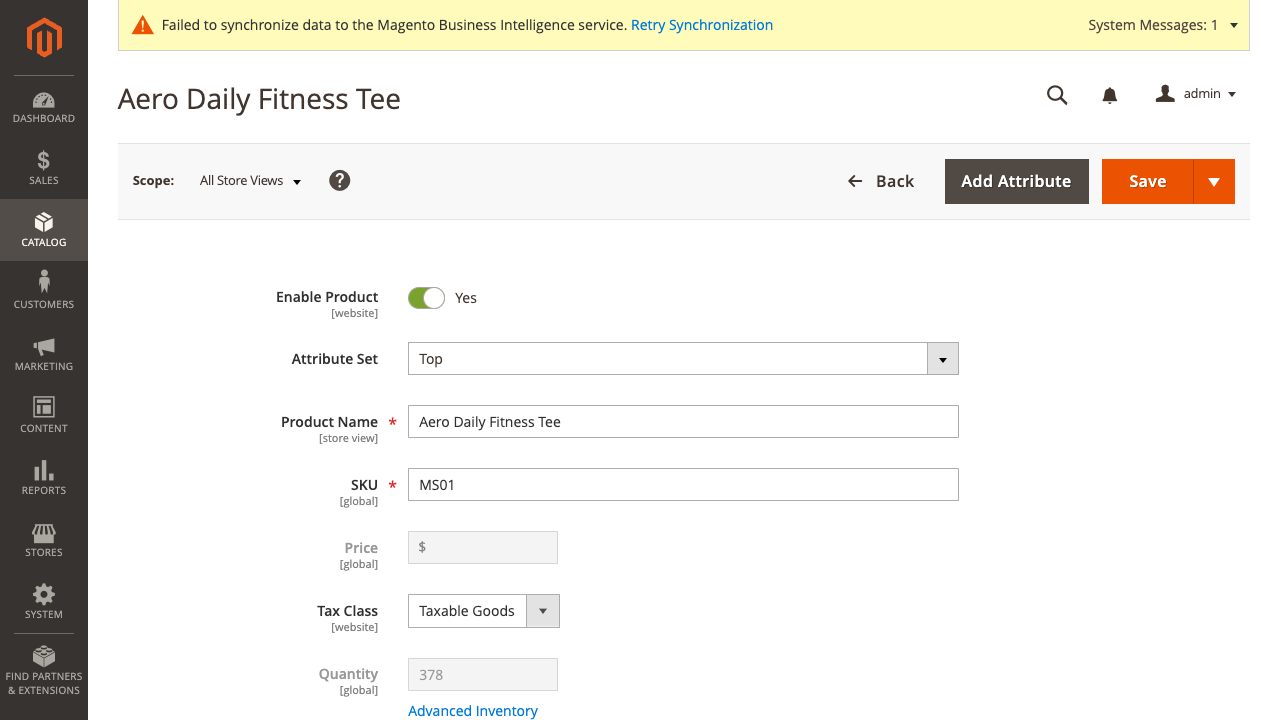 Failed to synchronize data to the Magento Business Intelligence service. Retry Synchronization
System Messages: 1
Aero Daily Fitness Tee
admin
Scope: All Store Views ?
Back
Add Attribute
Save
DASHBOARD
$
SALES
CATALOG
CUSTOMERS
MARKETING
CONTENT
REPORTS
STORES
SYSTEM
FIND PARTNERS
& EXTENSIONS
Enable Product
[website]
Yes
Attribute Set
Top
Product Name *
[store view]
Aero Daily Fitness Tee
SKU *
[global]
MS01
Price
[global]
$
Tax Class
[website]
Taxable Goods
Quantity
[global]
378
Advanced Inventory